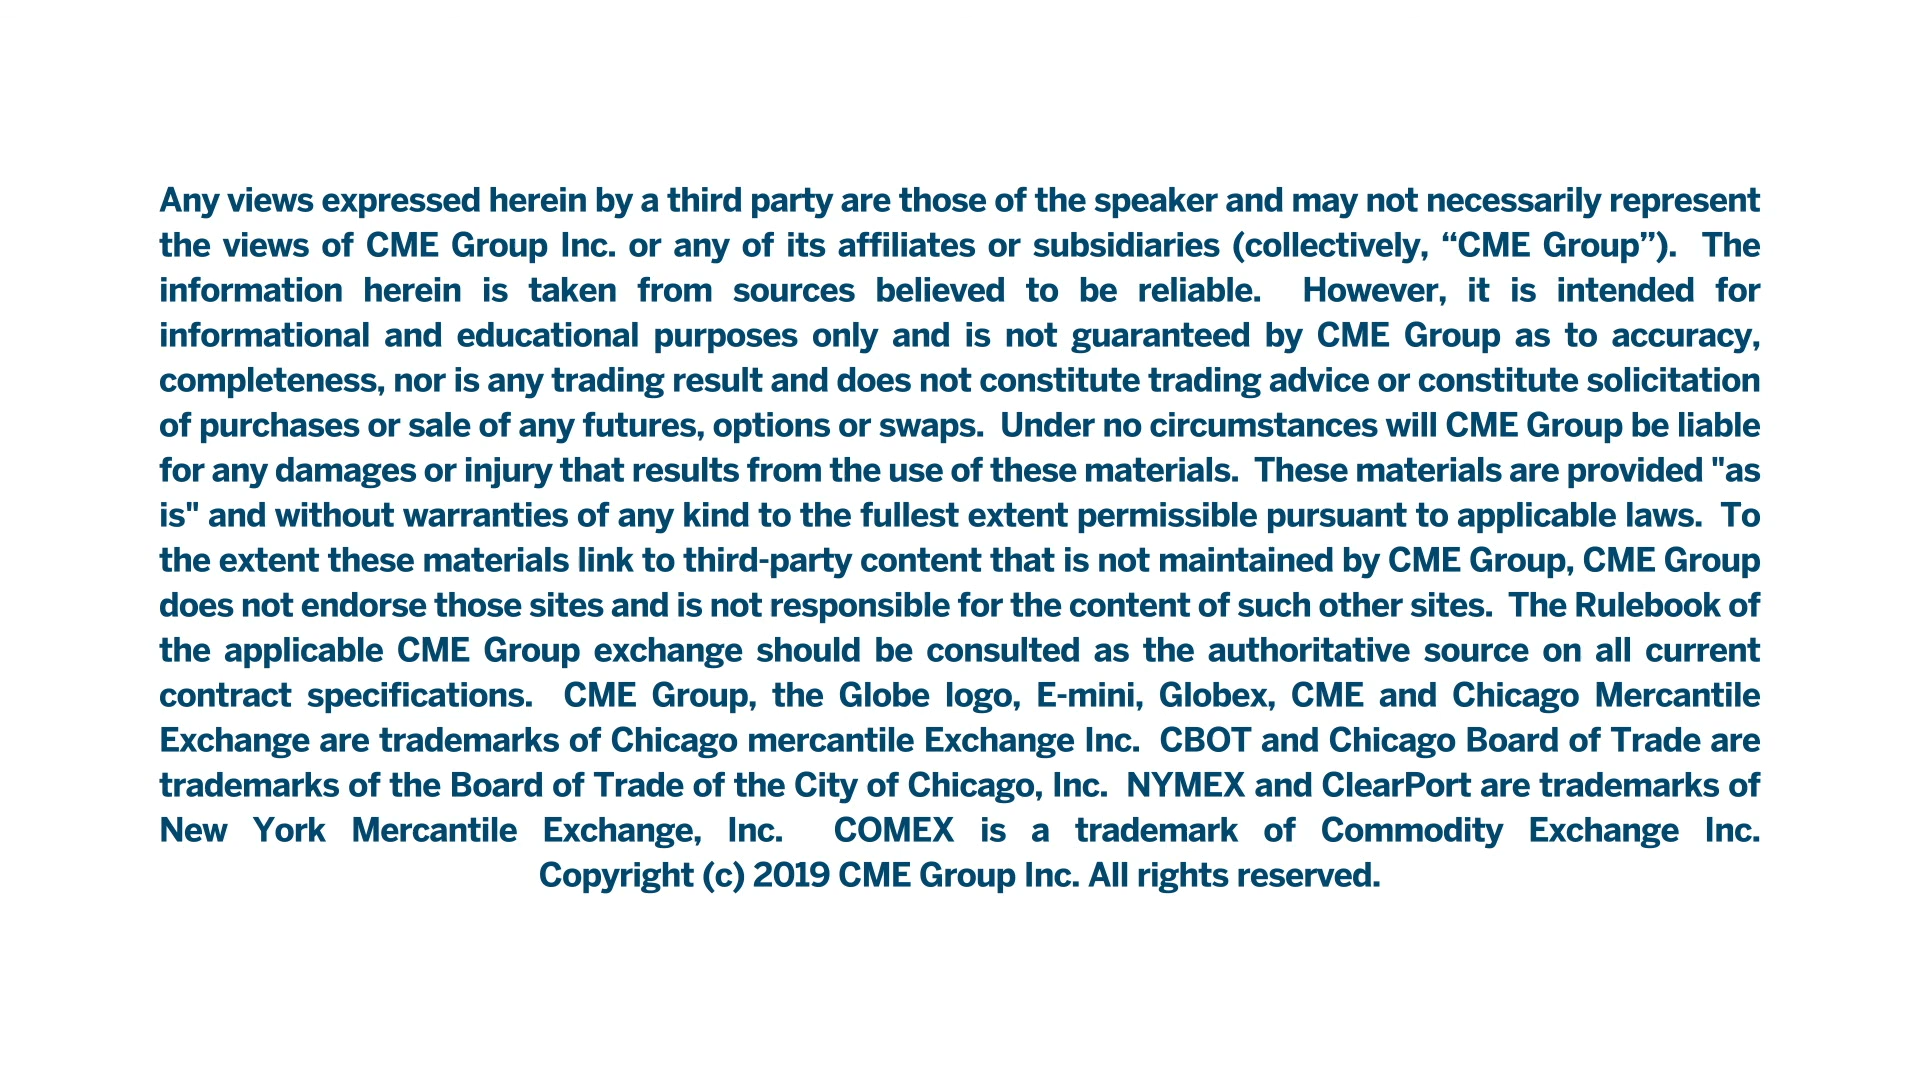 Any views expressed herein by a third party are those of the speaker and may not necessarily represent
the views of CME Group Inc. or any of its affiliates or subsidiaries (collectively, “CME Group”).  The
information herein is taken from sources believed to be reliable.  However, it is intended for
informational and educational purposes only and is not guaranteed by CME Group as to accuracy,
completeness, nor is any trading result and does not constitute trading advice or constitute solicitation
of purchases or sale of any futures, options or swaps.  Under no circumstances will CME Group be liable
for any damages or injury that results from the use of these materials.  These materials are provided "as
is" and without warranties of any kind to the fullest extent permissible pursuant to applicable laws.  To
the extent these materials link to third-party content that is not maintained by CME Group, CME Group
does not endorse those sites and is not responsible for the content of such other sites.  The Rulebook of
the applicable CME Group exchange should be consulted as the authoritative source on all current
contract specifications.  CME Group, the Globe logo, E-mini, Globex, CME and Chicago Mercantile
Exchange are trademarks of Chicago mercantile Exchange Inc.  CBOT and Chicago Board of Trade are
trademarks of the Board of Trade of the City of Chicago, Inc.  NYMEX and ClearPort are trademarks of
New York Mercantile Exchange, Inc.  COMEX is a trademark of Commodity Exchange Inc.
Copyright (c) 2019 CME Group Inc. All rights reserved.